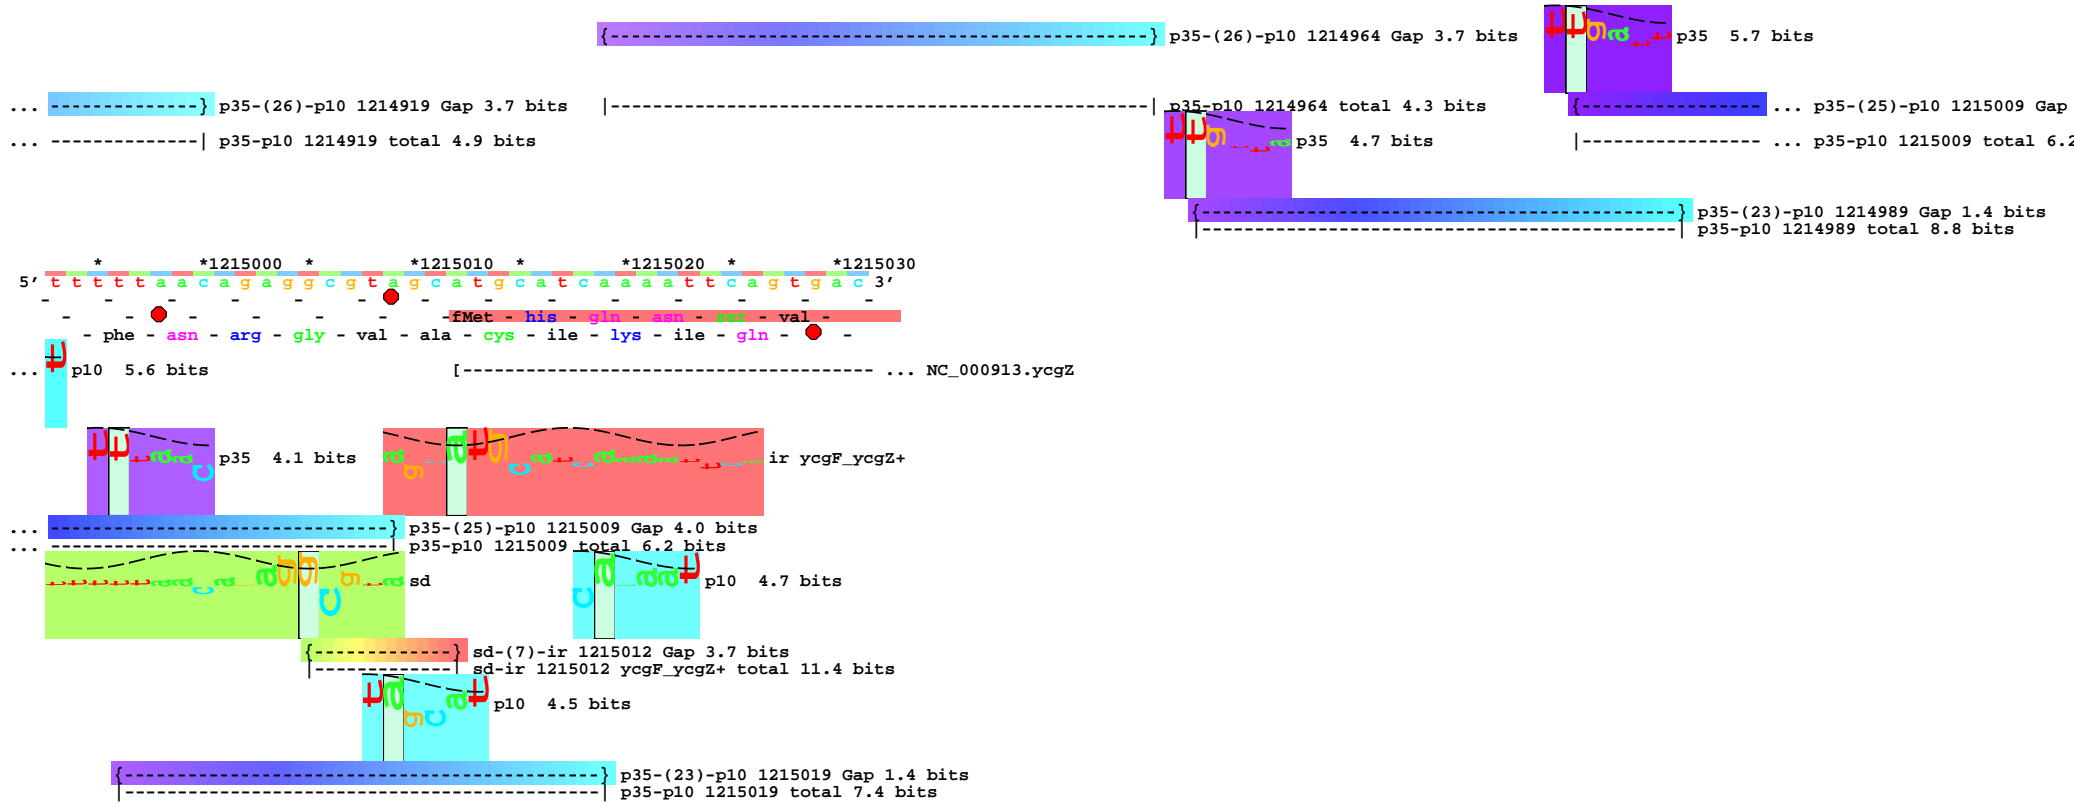 {---------------------------------------------------} p35-(26)-p10 1214964 Gap 3.7 bits
t t g a t t p35 5.7 bits
... --------------} p35-(26)-p10 1214919 Gap 3.7 bits
|---------------------------------------------------| p35-p10 1214964 total 4.3 bits
{----------------- ... p35-(25)-p10 1215009 Gap
... --------------| p35-p10 1214919 total 4.9 bits
t t g p35 4.7 bits
|----------------- ... p35-p10 1215009 total 6.2
{---------------------------------------------} p35-(23)-p10 1214989 Gap 1.4 bits
|---------------------------------------------| p35-p10 1214989 total 8.8 bits
* *1215000 * *1215010 * *1215020 * *1215030
5' t t t t t a a c a g a g g c g t a g c a t g c a t c a a a a t t c a g t g a c 3'
- - - - - - - - - - - - -
- - - - - - -fMet - his - gln - asn - ser - val -
- phe - asn - arg - gly - val - ala - cys - ile - lys - ile - gln - -
... t p10 5.6 bits
[--------------------------------------- ... NC_000913.ycgZ
t t t a a c p35 4.1 bits
a g c a t g c a t c a a a a t t c a ir ycgF_ycgZ+
... --------------------------------} p35-(25)-p10 1215009 Gap 4.0 bits
... --------------------------------| p35-p10 1215009 total 6.2 bits
t t t t t a a c a g a g g c g t a sd
c a a a a t p10 4.7 bits
{-------------} sd-(7)-ir 1215012 Gap 3.7 bits
|-------------| sd-ir 1215012 ycgF_ycgZ+ total 11.4 bits
t a g c a t p10 4.5 bits
{---------------------------------------------} p35-(23)-p10 1215019 Gap 1.4 bits
|---------------------------------------------| p35-p10 1215019 total 7.4 bits